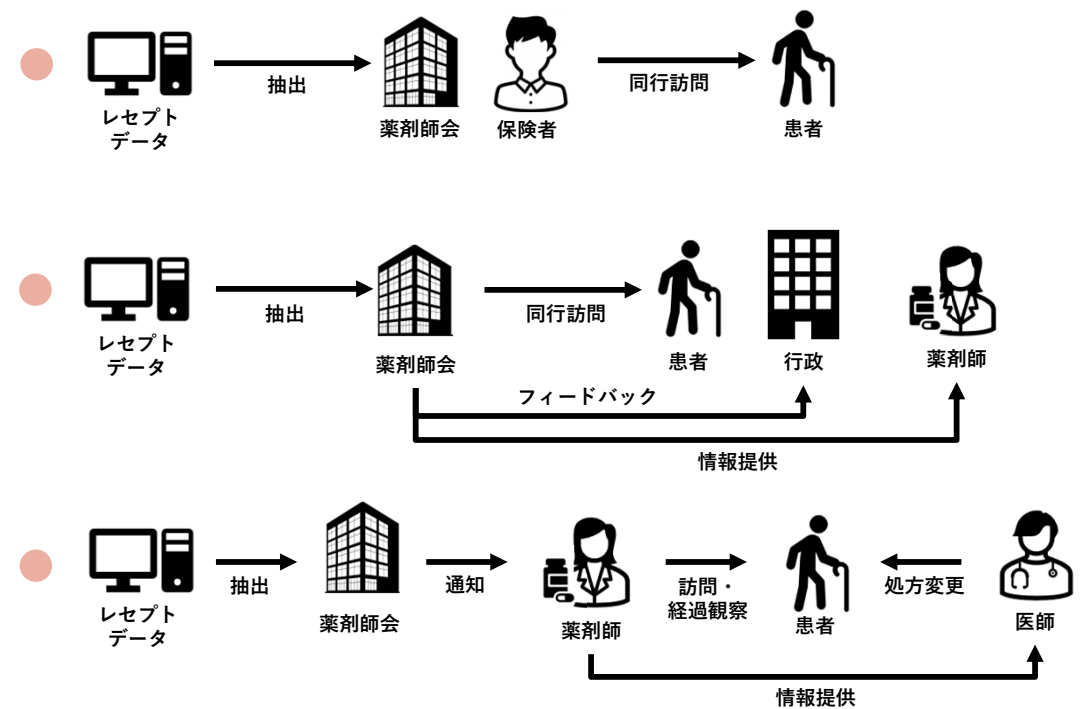 レセプト
データ
抽出
薬剤師会
保険者
同行訪問
患者
レセプト
データ
抽出
薬剤師会
同行訪問
患者
行政
薬剤師
フィードバック
情報提供
レセプト
データ
抽出
薬剤師会
通知
薬剤師
訪問・
経過観察
患者
処方変更
医師
情報提供